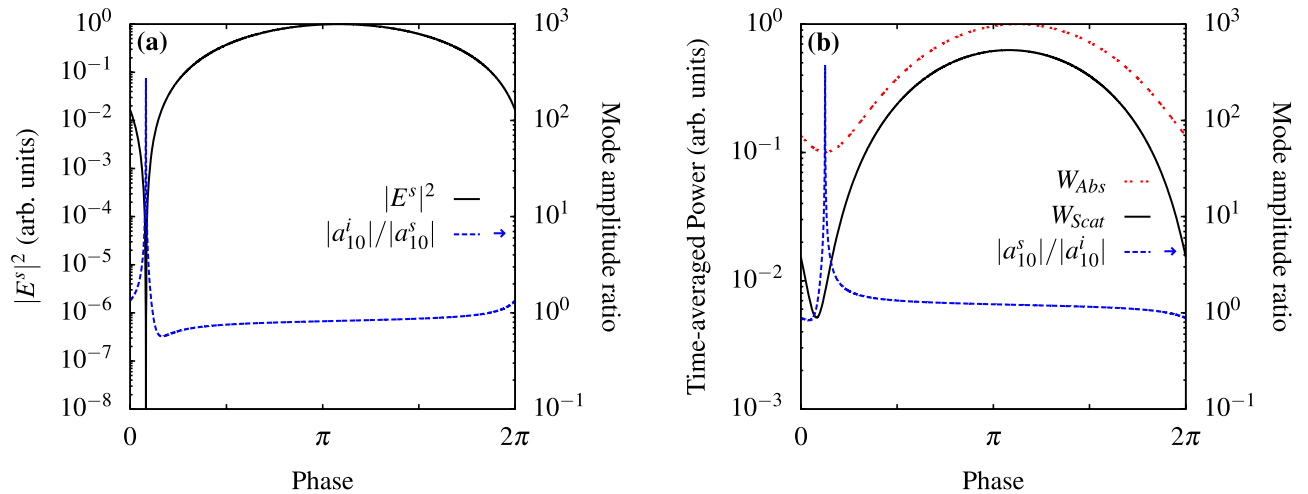 (a)
|E^s|^2 (arb. units)
10^0
10^-1
10^-2
10^-3
10^-4
10^-5
10^-6
10^-7
10^-8
|E^s|^2
|a^i_10|/|a^s_10|
10^3
10^2
10^1
10^0
10^-1
Mode amplitude ratio
0
π
2π
Phase
(b)
Time-averaged Power (arb. units)
10^0
10^-1
10^-2
10^-3
W_Abs
W_Scat
|a^s_10|/|a^i_10|
10^3
10^2
10^1
10^0
10^-1
Mode amplitude ratio
0
π
2π
Phase